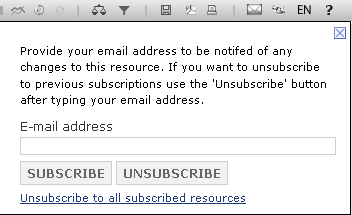 EN ?
Provide your email address to be notifed of any
changes to this resource. If you want to unsubscribe
to previous subscriptions use the 'Unsubscribe' button
after typing your email address.
E-mail address
SUBSCRIBE UNSUBSCRIBE
Unsubscribe to all subscribed resources